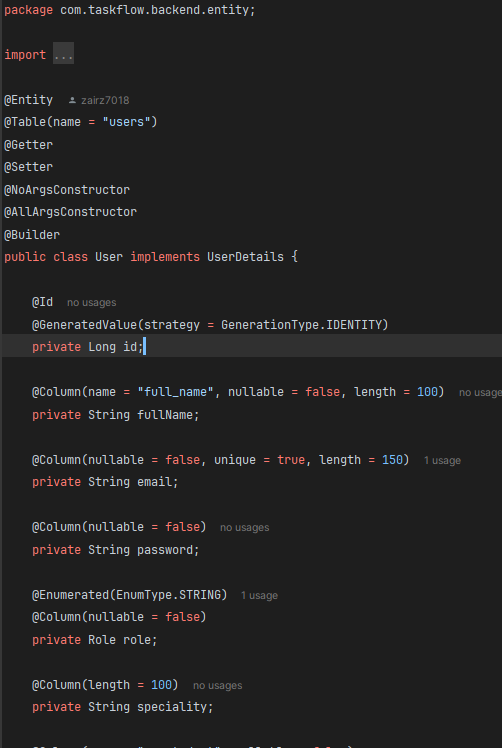 package com.taskflow.backend.entity;
import ...
@Entity zairz7018
@Table(name = "users")
@Getter
@Setter
@NoArgsConstructor
@AllArgsConstructor
@Builder
public class User implements UserDetails {
@Id no usages
@GeneratedValue(strategy = GenerationType.IDENTITY)
private Long id;
@Column(name = "full_name", nullable = false, length = 100) no usage
private String fullName;
@Column(nullable = false, unique = true, length = 150) 1 usage
private String email;
@Column(nullable = false) no usages
private String password;
@Enumerated(EnumType.STRING) 1 usage
@Column(nullable = false)
private Role role;
@Column(length = 100) no usages
private String speciality;